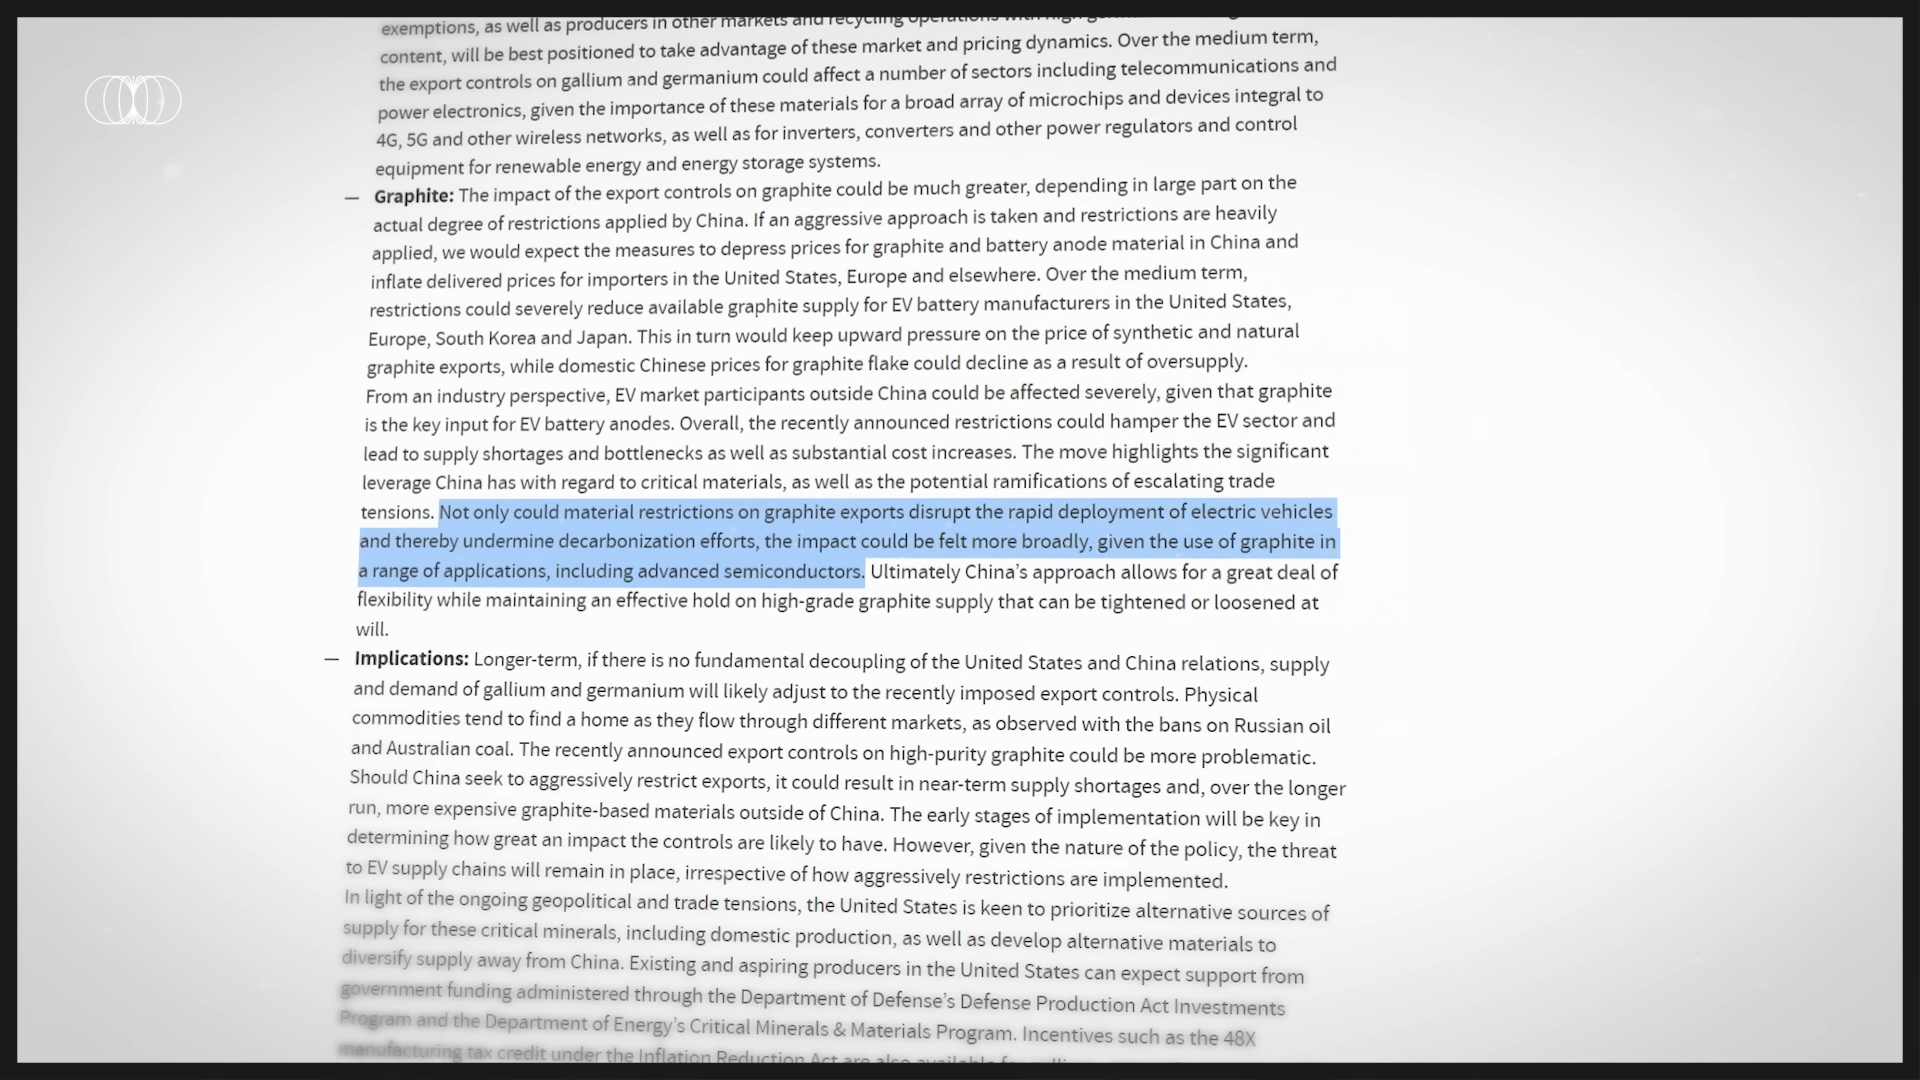 exemptions, as well as producers in other markets and recycling operations with high
content, will be best positioned to take advantage of these market and pricing dynamics. Over the medium term,
the export controls on gallium and germanium could affect a number of sectors including telecommunications and
power electronics, given the importance of these materials for a broad array of microchips and devices integral to
4G, 5G and other wireless networks, as well as for inverters, converters and other power regulators and control
equipment for renewable energy and energy storage systems.
— Graphite: The impact of the export controls on graphite could be much greater, depending in large part on the
actual degree of restrictions applied by China. If an aggressive approach is taken and restrictions are heavily
applied, we would expect the measures to depress prices for graphite and battery anode material in China and
inflate delivered prices for importers in the United States, Europe and elsewhere. Over the medium term,
restrictions could severely reduce available graphite supply for EV battery manufacturers in the United States,
Europe, South Korea and Japan. This in turn would keep upward pressure on the price of synthetic and natural
graphite exports, while domestic Chinese prices for graphite flake could decline as a result of oversupply.
From an industry perspective, EV market participants outside China could be affected severely, given that graphite
is the key input for EV battery anodes. Overall, the recently announced restrictions could hamper the EV sector and
lead to supply shortages and bottlenecks as well as substantial cost increases. The move highlights the significant
leverage China has with regard to critical materials, as well as the potential ramifications of escalating trade
tensions. Not only could material restrictions on graphite exports disrupt the rapid deployment of electric vehicles
and thereby undermine decarbonization efforts, the impact could be felt more broadly, given the use of graphite in
a range of applications, including advanced semiconductors. Ultimately China’s approach allows for a great deal of
flexibility while maintaining an effective hold on high-grade graphite supply that can be tightened or loosened at
will.
— Implications: Longer-term, if there is no fundamental decoupling of the United States and China relations, supply
and demand of gallium and germanium will likely adjust to the recently imposed export controls. Physical
commodities tend to find a home as they flow through different markets, as observed with the bans on Russian oil
and Australian coal. The recently announced export controls on high-purity graphite could be more problematic.
Should China seek to aggressively restrict exports, it could result in near-term supply shortages and, over the longer
run, more expensive graphite-based materials outside of China. The early stages of implementation will be key in
determining how great an impact the controls are likely to have. However, given the nature of the policy, the threat
to EV supply chains will remain in place, irrespective of how aggressively restrictions are implemented.
In light of the ongoing geopolitical and trade tensions, the United States is keen to prioritize alternative sources of
supply for these critical minerals, including domestic production, as well as develop alternative materials to
diversify supply away from China. Existing and aspiring producers in the United States can expect support from
government funding administered through the Department of Defense’s Defense Production Act Investments
Program and the Department of Energy’s Critical Minerals & Materials Program. Incentives such as the 48X
manufacturing tax credit under the Inflation Reduction Act are also available for